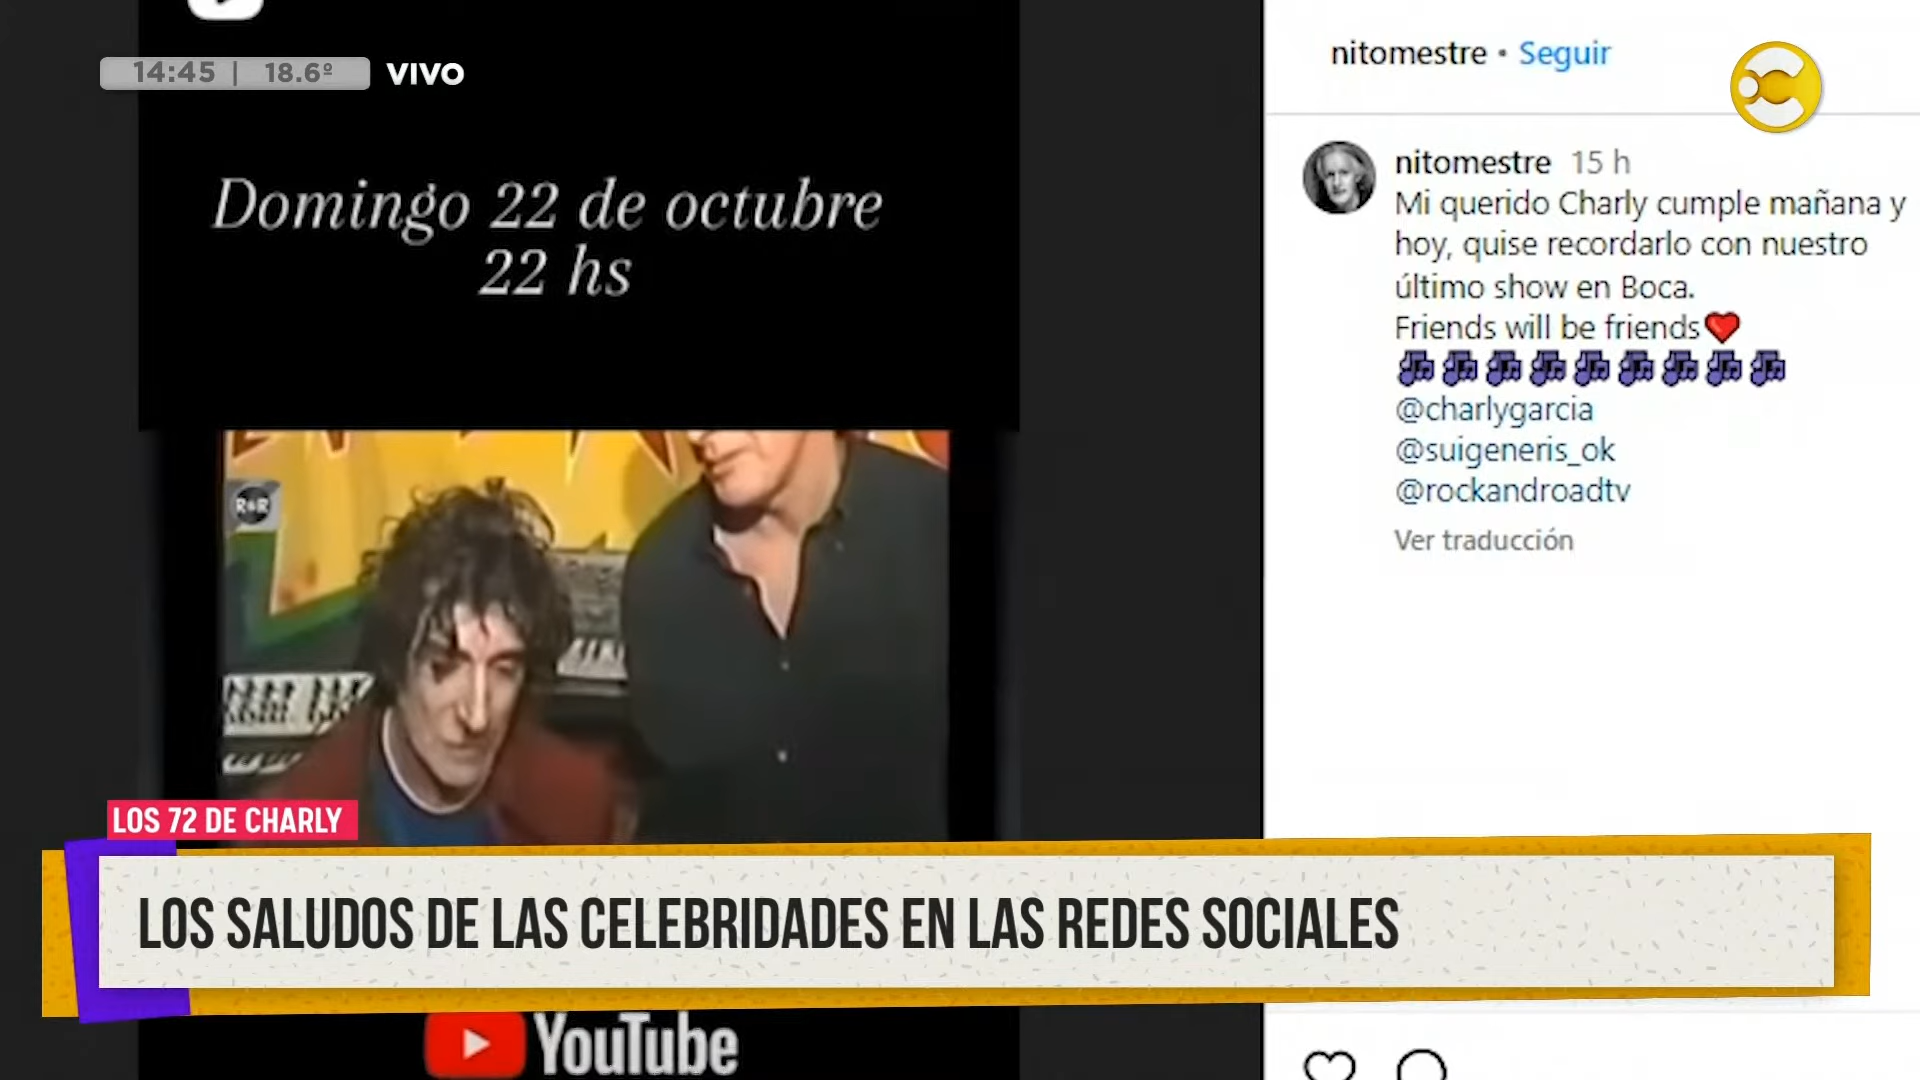 14:45 | 18.6º VIVO
Domingo 22 de octubre
22 hs
R&R
nitomestre • Seguir
nitomestre 15 h
Mi querido Charly cumple mañana y
hoy, quise recordarlo con nuestro
último show en Boca.
Friends will be friends❤️
🎶🎶🎶🎶🎶🎶🎶🎶🎶
@charlygarcia
@suigeneris_ok
@rockandroadtv
Ver traducción
LOS 72 DE CHARLY
LOS SALUDOS DE LAS CELEBRIDADES EN LAS REDES SOCIALES
YouTube